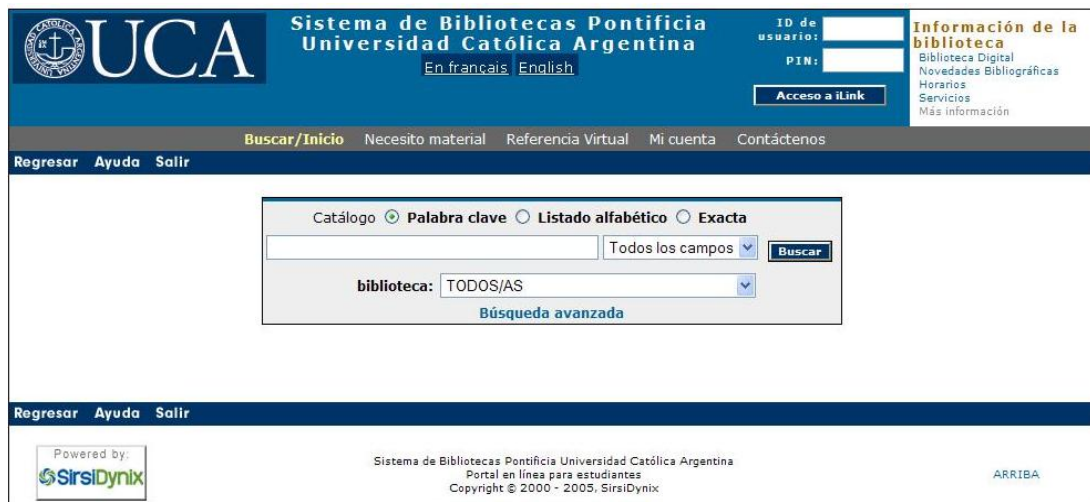 UCA
Sistema de Bibliotecas Pontificia
Universidad Católica Argentina
En français English
ID de
usuario:
PIN:
Acceso a iLink
Información de la
biblioteca
Biblioteca Digital
Novedades Bibliográficas
Horarios
Servicios
Más información
Buscar/Inicio Necesito material Referencia Virtual Mi cuenta Contáctenos
Regresar Ayuda Salir
Catálogo Palabra clave Listado alfabético Exacta
Todos los campos Buscar
biblioteca: TODOS/AS
Búsqueda avanzada
Regresar Ayuda Salir
Powered by:
SirsiDynix
Sistema de Bibliotecas Pontificia Universidad Católica Argentina
Portal en línea para estudiantes
Copyright © 2000 - 2005, SirsiDynix
ARRIBA